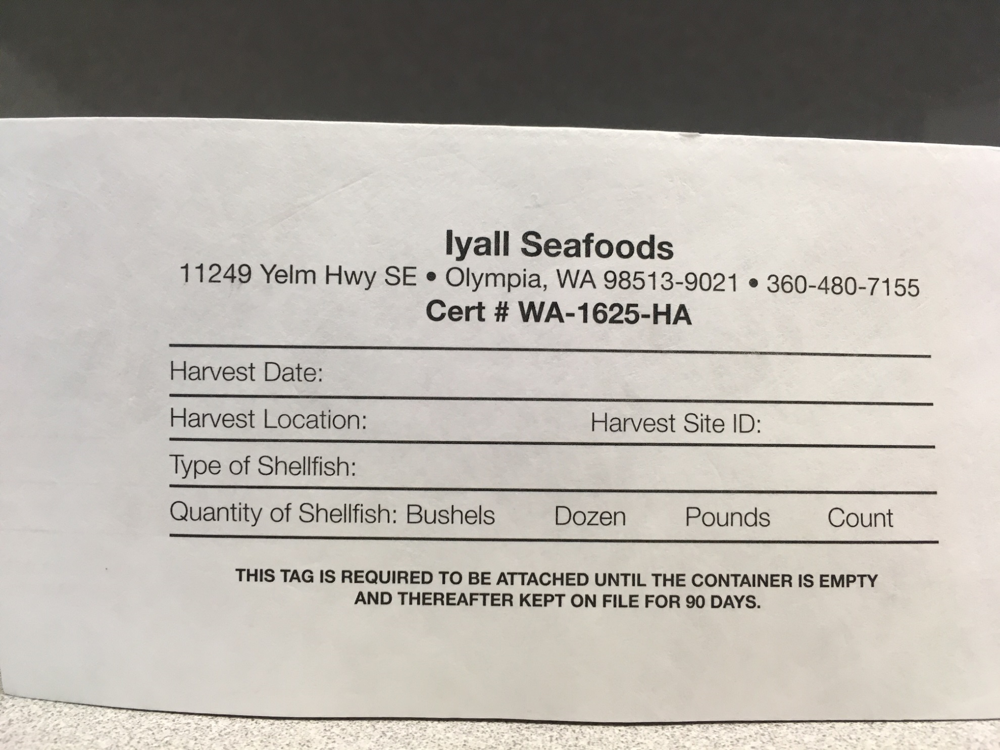 Iyall Seafoods
11249 Yelm Hwy SE • Olympia, WA 98513-9021 • 360-480-7155
Cert # WA-1625-HA
Harvest Date:
Harvest Location: Harvest Site ID:
Type of Shellfish:
Quantity of Shellfish: Bushels Dozen Pounds Count
THIS TAG IS REQUIRED TO BE ATTACHED UNTIL THE CONTAINER IS EMPTY
AND THEREAFTER KEPT ON FILE FOR 90 DAYS.